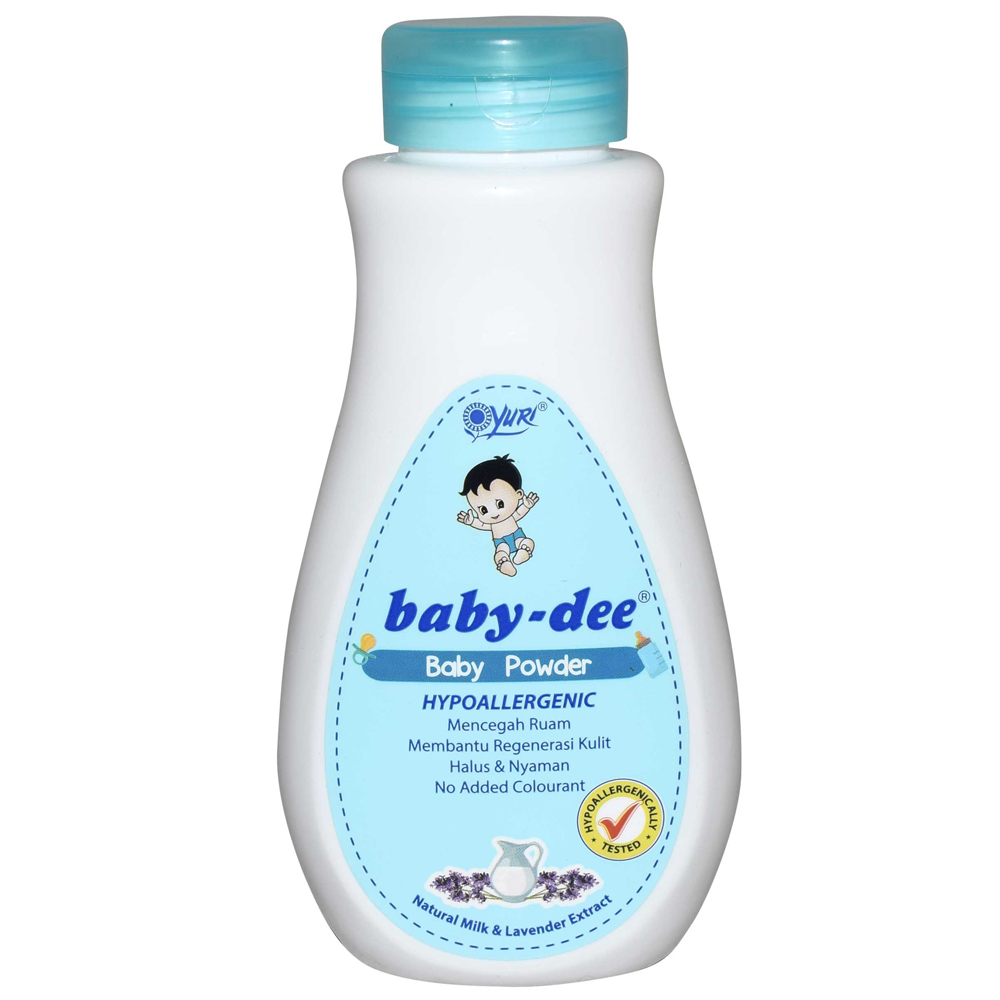 YURI®
baby-dee®
Baby Powder
HYPOALLERGENIC
Mencegah Ruam
Membantu Regenerasi Kulit
Halus & Nyaman
No Added Colourant
HYPOALLERGENICALLY
★ TESTED ★
Natural Milk & Lavender Extract